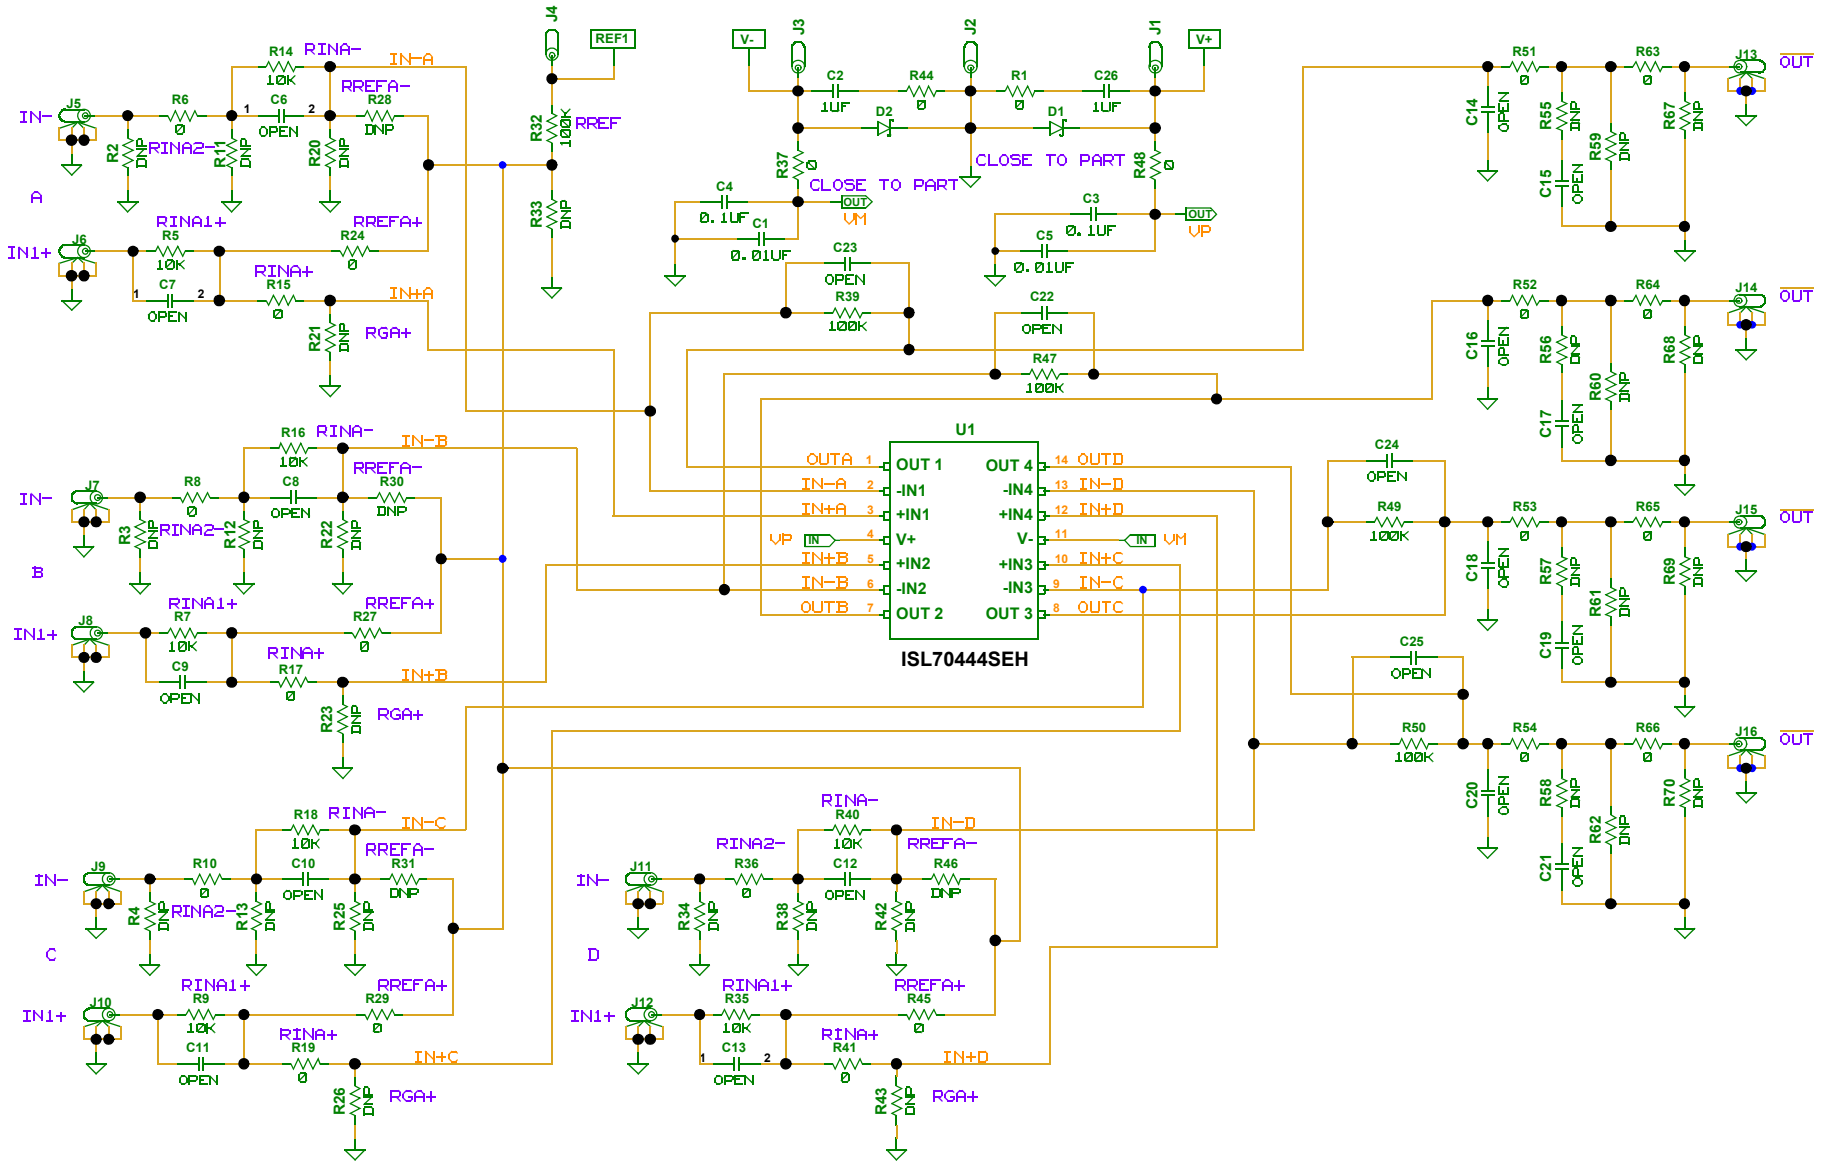 J4
REF1
R32
100K
RREF
R33
DNP
V-
J3
J2
J1
V+
C2
1UF
R44
0
R1
0
C26
1UF
D2
D1
R37
0
R48
0
CLOSE TO PART
CLOSE TO PART
C4
0.1UF
C1
0.01UF
OUT
VM
C3
0.1UF
C5
0.01UF
OUT
VP
C23
OPEN
R39
100K
C22
OPEN
R47
100K
R14
10K
RINA-
IN-A
RREFA-
J5
IN-
R6
0
1
C6
2
OPEN
R28
DNP
R2
DNP
RINA2-
R11
DNP
R20
DNP
A
RINA1+
RREFA+
J6
IN1+
R5
10K
R24
0
RINA+
1
C7
2
OPEN
R15
0
IN+A
R21
DNP
RGA+
R16
10K
RINA-
IN-B
RREFA-
J7
IN-
R8
0
C8
OPEN
R30
DNP
R3
DNP
RINA2-
R12
DNP
R22
DNP
B
RINA1+
RREFA+
J8
IN1+
R7
10K
R27
0
RINA+
C9
OPEN
R17
0
IN+B
R23
DNP
RGA+
U1
OUTA 1 OUT 1
IN-A 2 -IN1
IN+A 3 +IN1
VP IN 4 V+
IN+B 5 +IN2
IN-B 6 -IN2
OUTB 7 OUT 2
OUT 4 14 OUTD
-IN4 13 IN-D
+IN4 12 IN+D
V- 11 IN VM
+IN3 10 IN+C
-IN3 9 IN-C
OUT 3 8 OUTC
ISL70444SEH
R18
10K
RINA-
IN-C
RREFA-
J9
IN-
R10
0
C10
OPEN
R31
DNP
R4
DNP
RINA2-
R13
DNP
R25
DNP
C
RINA1+
RREFA+
J10
IN1+
R9
10K
R29
0
RINA+
C11
OPEN
R19
0
IN+C
R26
DNP
RGA+
RINA-
R40
10K
IN-D
RINA2-
RREFA-
J11
IN-
R36
0
C12
OPEN
R46
DNP
R34
DNP
R38
DNP
R42
DNP
D
RINA1+
RREFA+
J12
IN1+
R35
10K
R45
0
RINA+
1
C13
2
OPEN
R41
0
IN+D
R43
DNP
RGA+
R51
0
R63
0
J13
OUT
C14
OPEN
R55
DNP
C15
OPEN
R59
DNP
R67
DNP
R52
0
R64
0
J14
OUT
C16
OPEN
R56
DNP
C17
OPEN
R60
DNP
R68
DNP
C24
OPEN
R49
100K
R53
0
R65
0
J15
OUT
C18
OPEN
R57
DNP
C19
OPEN
R61
DNP
R69
DNP
C25
OPEN
R50
100K
R54
0
R66
0
J16
OUT
C20
OPEN
R58
DNP
C21
OPEN
R62
DNP
R70
DNP